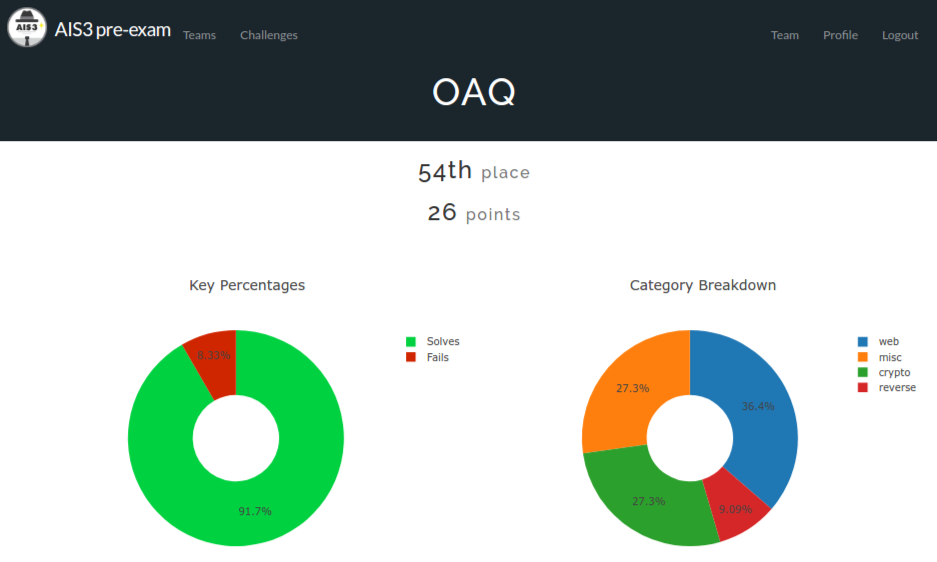 AIS3
AIS3 pre-exam Teams Challenges Team Profile Logout
OAQ
54th place
26 points
Key Percentages
Category Breakdown
Solves
Fails
8.33%
91.7%
web
misc
crypto
reverse
27.3%
36.4%
27.3%
9.09%